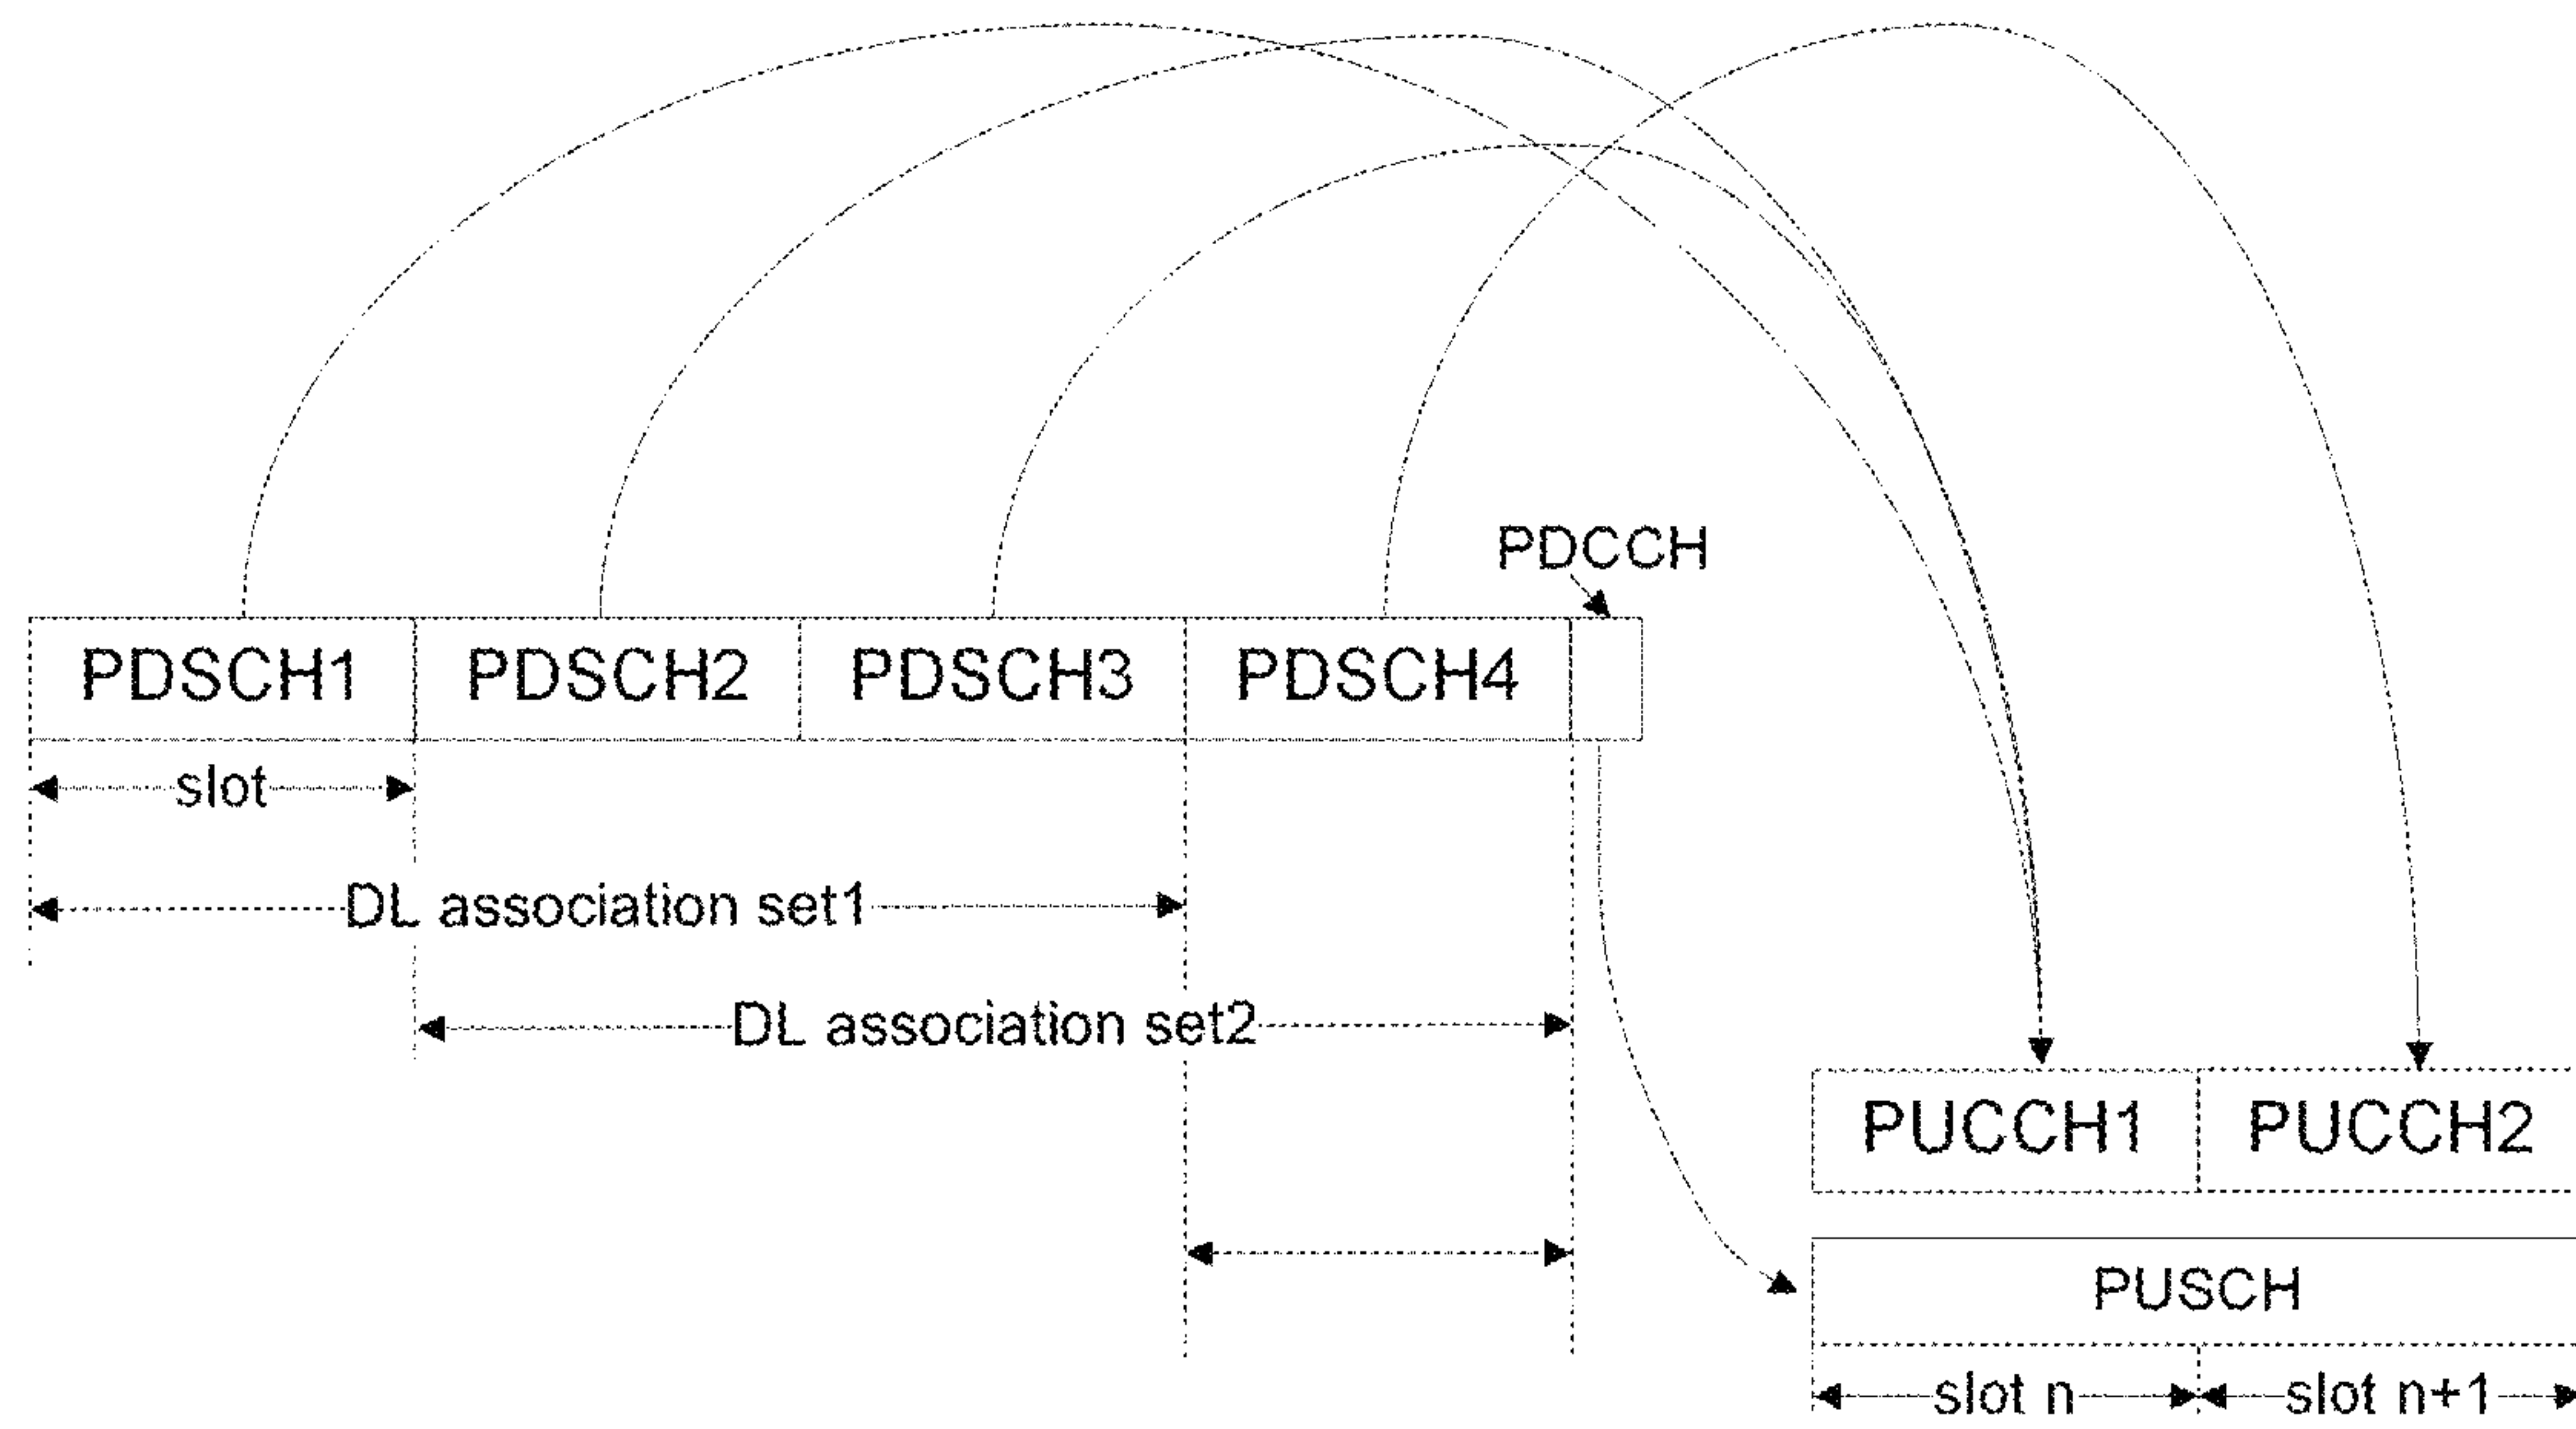 PDCCH
PDSCH1 PDSCH2 PDSCH3 PDSCH4
slot
DL association set1
DL association set2
PUCCH1 PUCCH2
PUSCH
slot n slot n+1